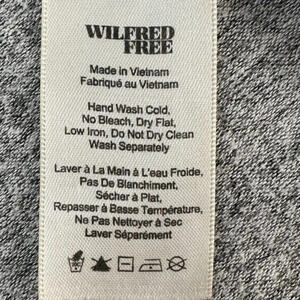 WILFRED
FREE
Made in Vietnam
Fabriqué au Vietnam
Hand Wash Cold,
No Bleach, Dry Flat,
Low Iron, Do Not Dry Clean
Wash Separately
Laver à La Main à L'eau Froide,
Pas De Blanchiment,
Sécher à Plat,
Repasser à Basse Température,
Ne Pas Nettoyer à Sec
Laver Séparément